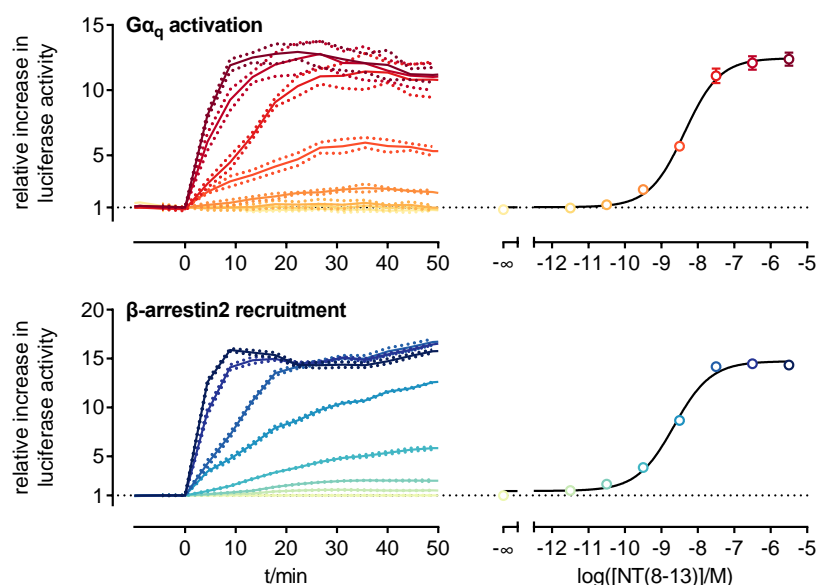 Gαq activation
relative increase in
luciferase activity
15
10
5
1
0 10 20 30 40 50
-∞ -12 -11 -10 -9 -8 -7 -6 -5
β-arrestin2 recruitment
relative increase in
luciferase activity
20
15
10
5
1
0 10 20 30 40 50
t/min
-∞ -12 -11 -10 -9 -8 -7 -6 -5
log([NT(8-13)]/M)